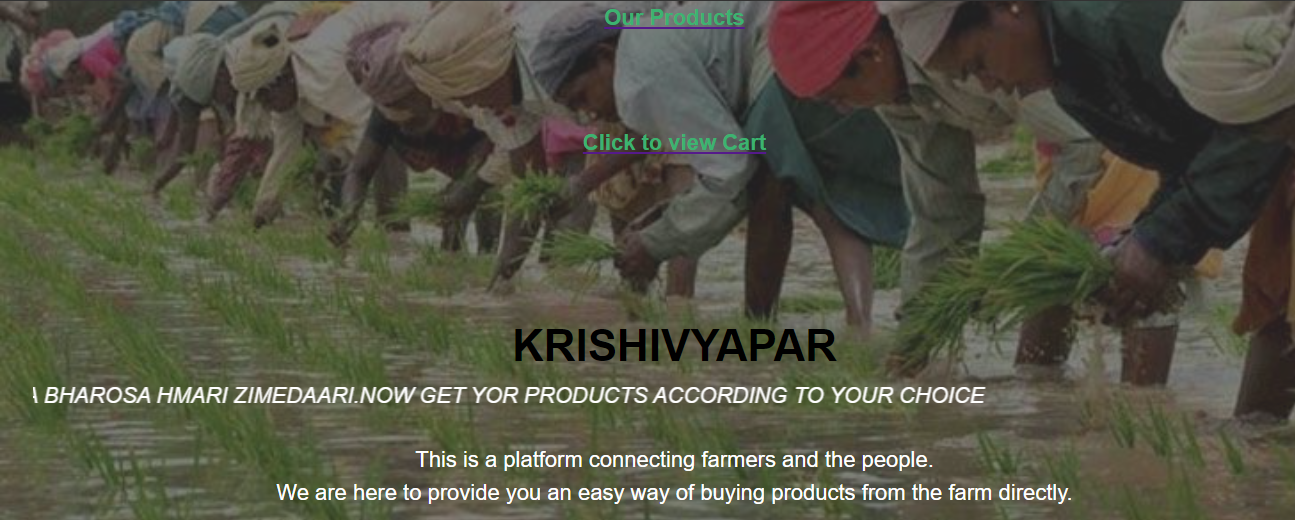 Our Products
Click to view Cart
KRISHIVYAPAR
BHAROSA HMARI ZIMEDAARI.NOW GET YOR PRODUCTS ACCORDING TO YOUR CHOICE
This is a platform connecting farmers and the people.
We are here to provide you an easy way of buying products from the farm directly.